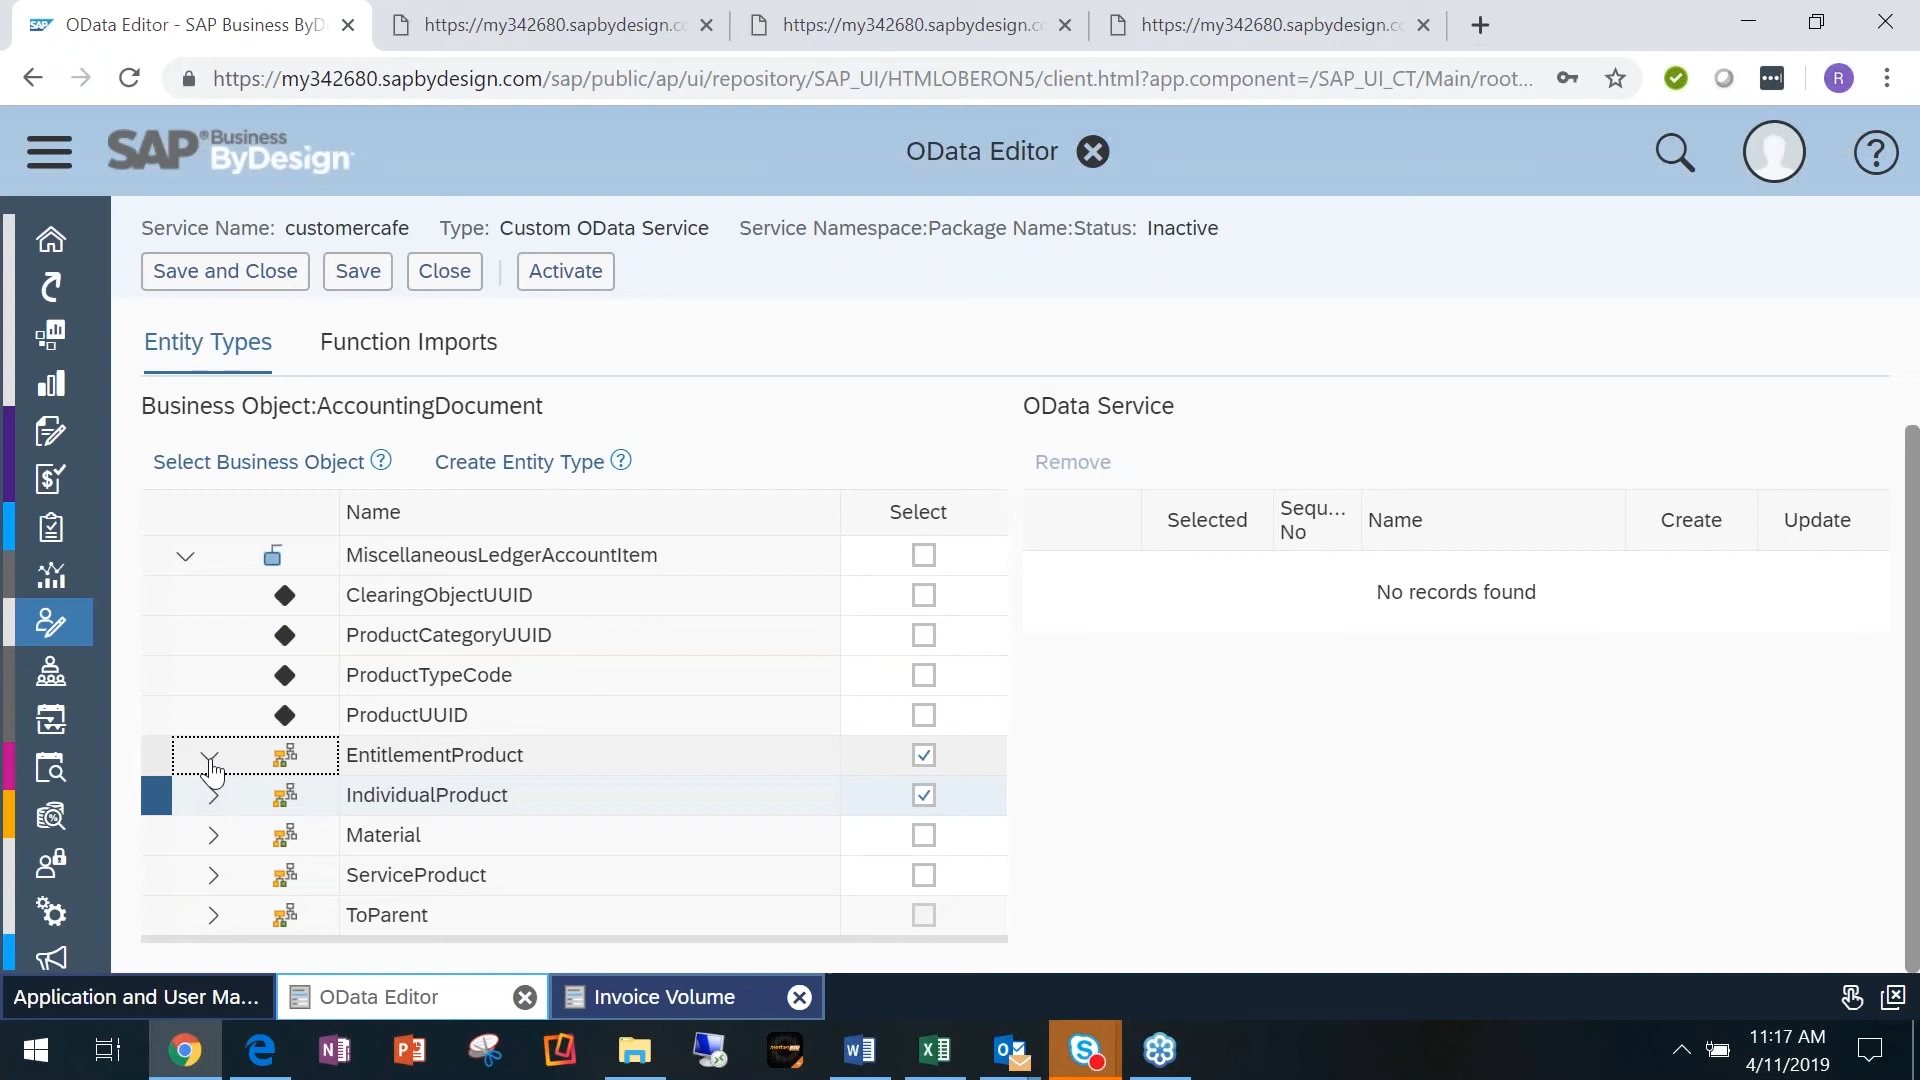 OData Editor - SAP Business ByD
https://my342680.sapbydesign.co
https://my342680.sapbydesign.co
https://my342680.sapbydesign.co
https://my342680.sapbydesign.com/sap/public/ap/ui/repository/SAP_UI/HTMLOBERON5/client.html?app.component=/SAP_UI_CT/Main/root...
R
SAP Business ByDesign
OData Editor
Service Name: customercafe Type: Custom OData Service Service Namespace:Package Name:Status: Inactive
Save and Close Save Close Activate
Entity Types Function Imports
Business Object:AccountingDocument
OData Service
Select Business Object ? Create Entity Type ?
Remove
Name Select
Selected Sequ... No Name Create Update
MiscellaneousLedgerAccountItem
ClearingObjectUUID
No records found
ProductCategoryUUID
ProductTypeCode
ProductUUID
EntitlementProduct
IndividualProduct
Material
ServiceProduct
ToParent
Application and User Ma... OData Editor Invoice Volume
11:17 AM
4/11/2019